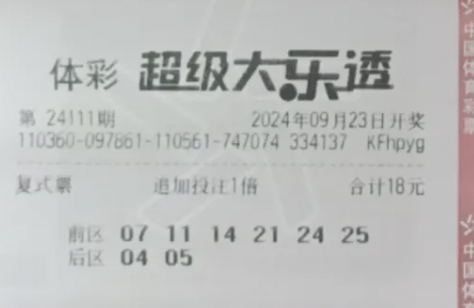 体彩 超级大乐透
第 24111期 2024年09月23日开奖
110360-097861-110561-747074 334137 KFhpyg
复式票 追加投注1倍 合计18元
前区 07 11 14 21 24 25
后区 04 05
中国体育彩票
中国体